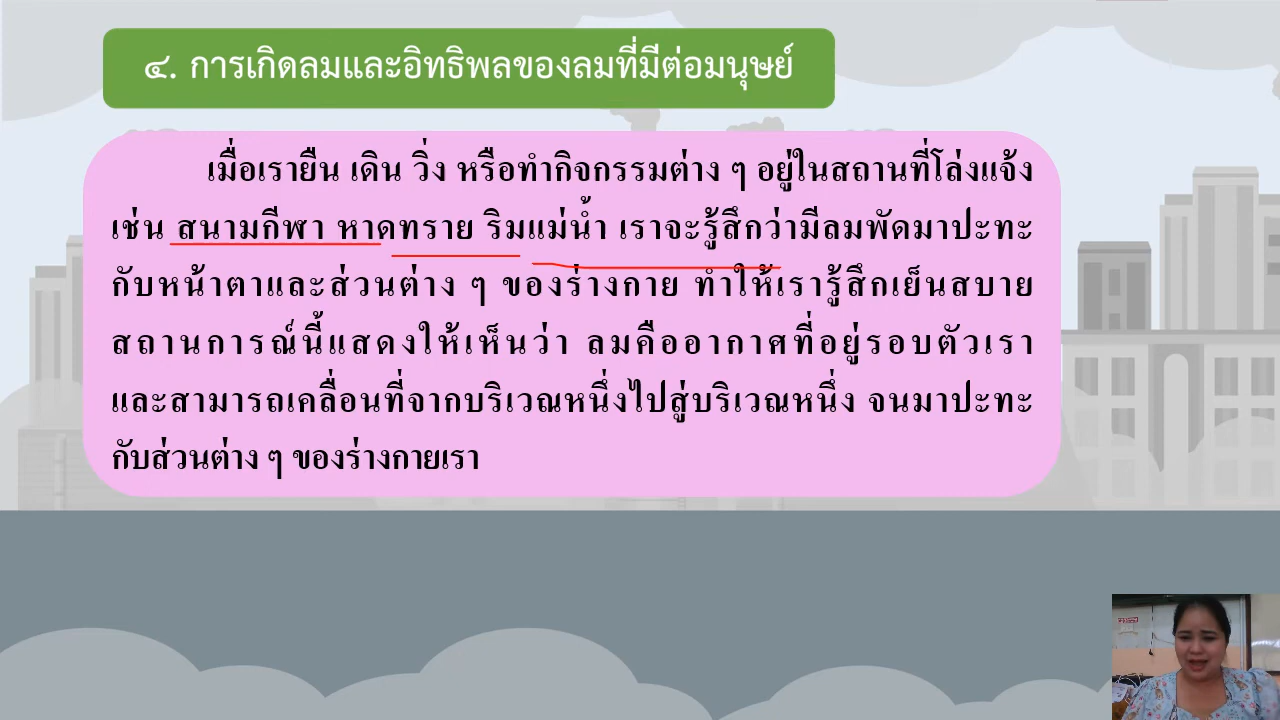 ๔. การเกิดลมและอิทธิพลของลมที่มีต่อมนุษย์
เมื่อเรายืน เดิน วิ่ง หรือทำกิจกรรมต่าง ๆ อยู่ในสถานที่โล่งแจ้ง
เช่น สนามกีฬา หาดทราย ริมแม่น้ำ เราจะรู้สึกว่ามีลมพัดมาปะทะ
กับหน้าตาและส่วนต่าง ๆ ของร่างกาย ทำให้เรารู้สึกเย็นสบาย
สถานการณ์นี้แสดงให้เห็นว่า ลมคืออากาศที่อยู่รอบตัวเรา
และสามารถเคลื่อนที่จากบริเวณหนึ่งไปสู่บริเวณหนึ่ง จนมาปะทะ
กับส่วนต่าง ๆ ของร่างกายเรา